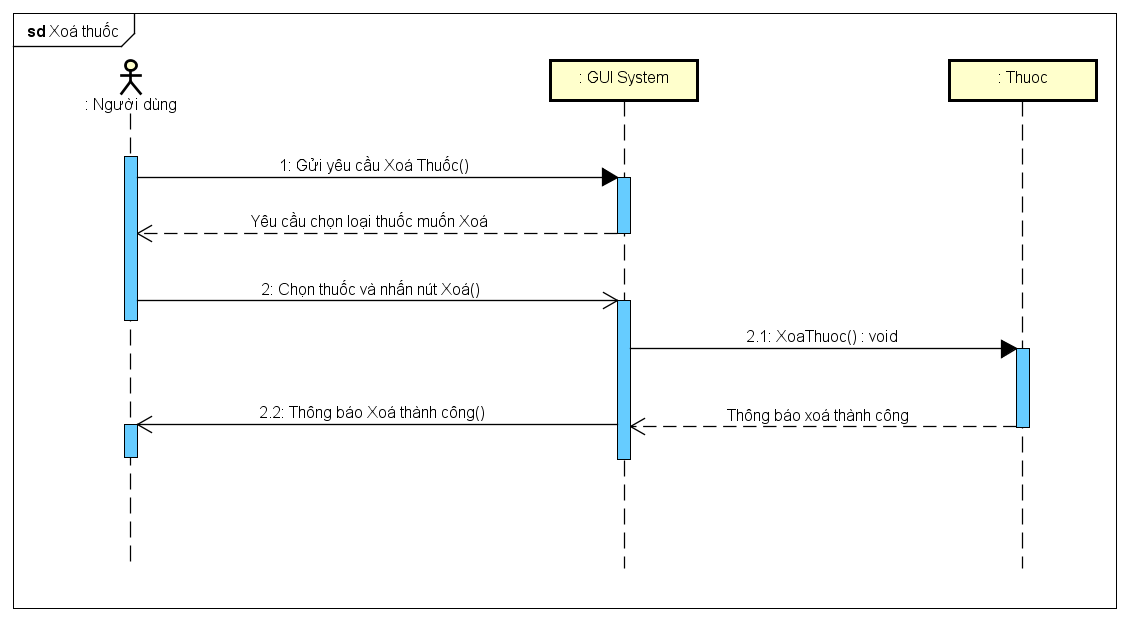 sd Xoá thuốc
: Người dùng
: GUI System
: Thuoc
1: Gửi yêu cầu Xoá Thuốc()
Yêu cầu chọn loại thuốc muốn Xoá
2: Chọn thuốc và nhấn nút Xoá()
2.1: XoaThuoc() : void
2.2: Thông báo Xoá thành công()
Thông báo xoá thành công